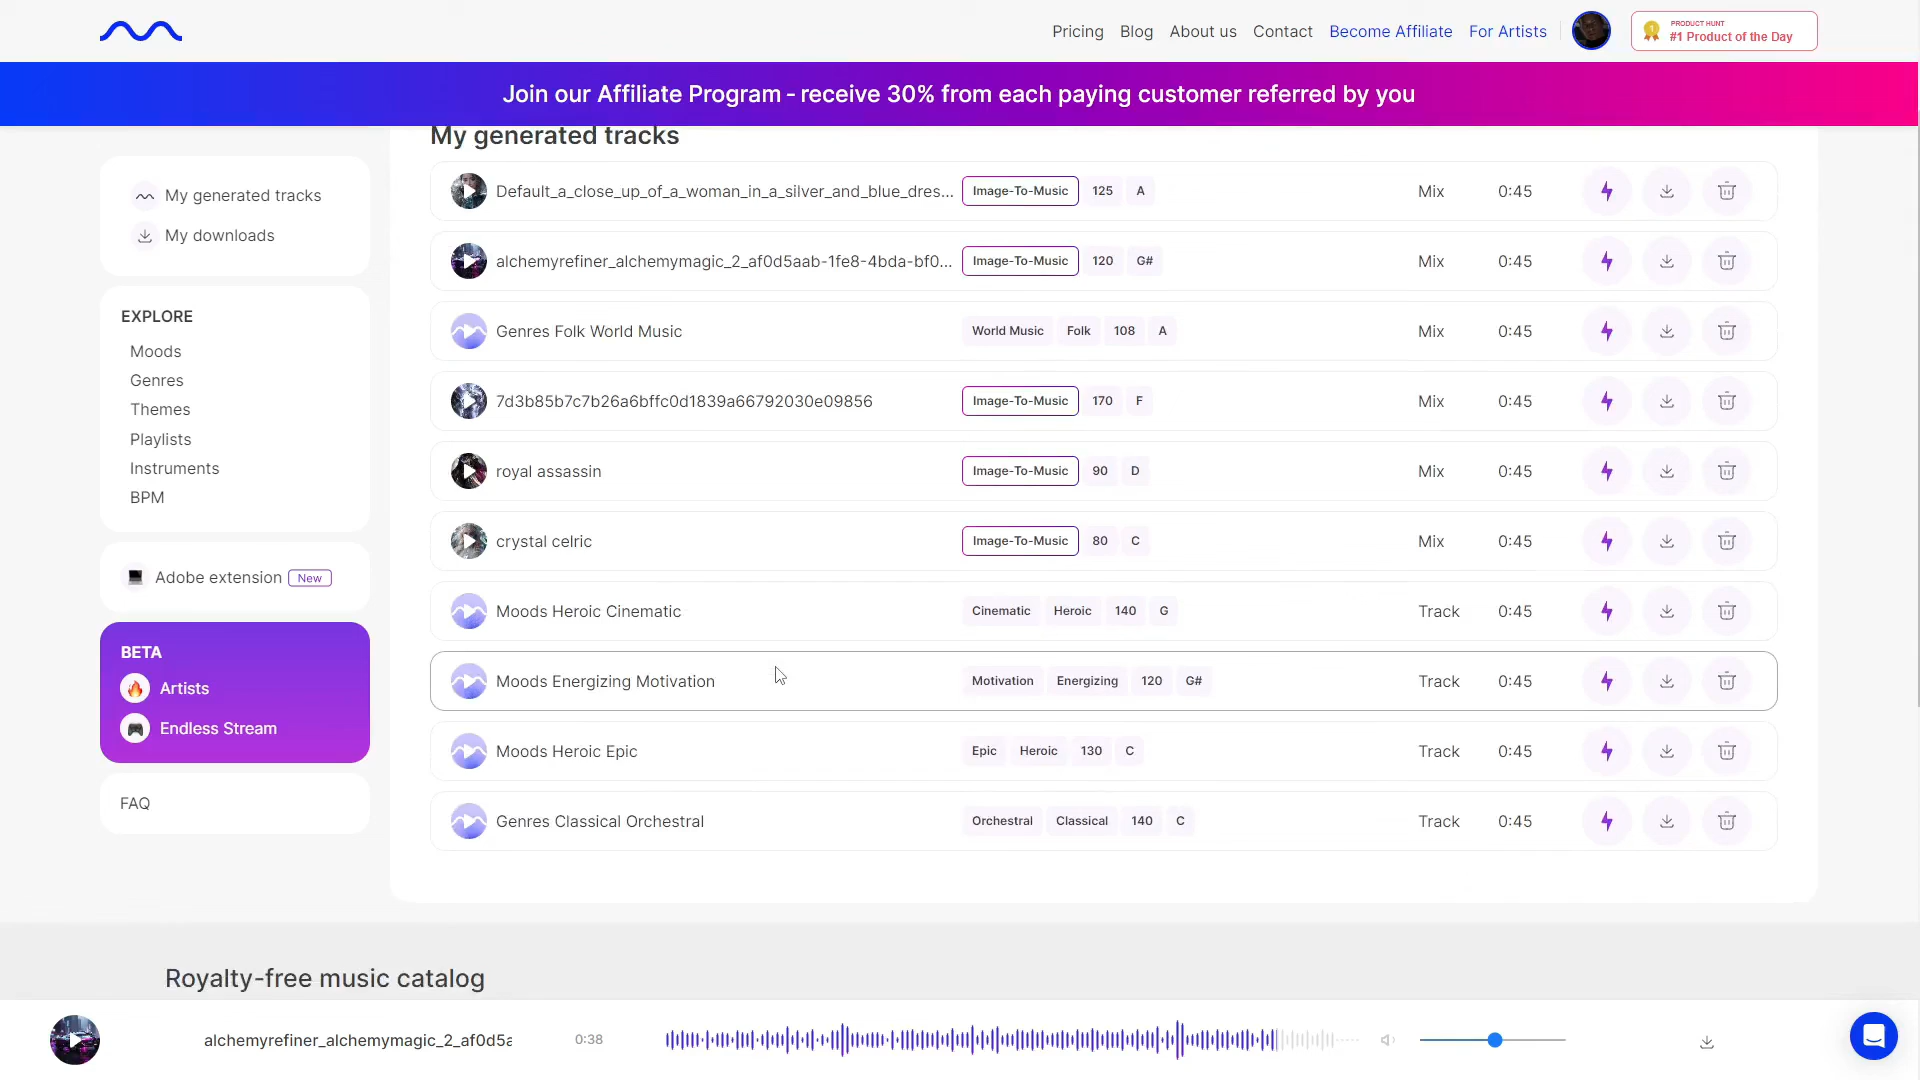 Pricing Blog About us Contact Become Affiliate For Artists
PRODUCT HUNT
#1 Product of the Day
Join our Affiliate Program - receive 30% from each paying customer referred by you
My generated tracks
My downloads
EXPLORE
Moods
Genres
Themes
Playlists
Instruments
BPM
Adobe extension New
BETA
Artists
Endless Stream
FAQ
My generated tracks
Default_a_close_up_of_a_woman_in_a_silver_and_blue_dres... Image-To-Music 125 A Mix 0:45
alchemyrefiner_alchemymagic_2_af0d5aab-1fe8-4bda-bf0... Image-To-Music 120 G# Mix 0:45
Genres Folk World Music World Music Folk 108 A Mix 0:45
7d3b85b7c7b26a6bffc0d1839a66792030e09856 Image-To-Music 170 F Mix 0:45
royal assassin Image-To-Music 90 D Mix 0:45
crystal celric Image-To-Music 80 C Mix 0:45
Moods Heroic Cinematic Cinematic Heroic 140 G Track 0:45
Moods Energizing Motivation Motivation Energizing 120 G# Track 0:45
Moods Heroic Epic Epic Heroic 130 C Track 0:45
Genres Classical Orchestral Orchestral Classical 140 C Track 0:45
Royalty-free music catalog
alchemyrefiner_alchemymagic_2_af0d5a 0:38